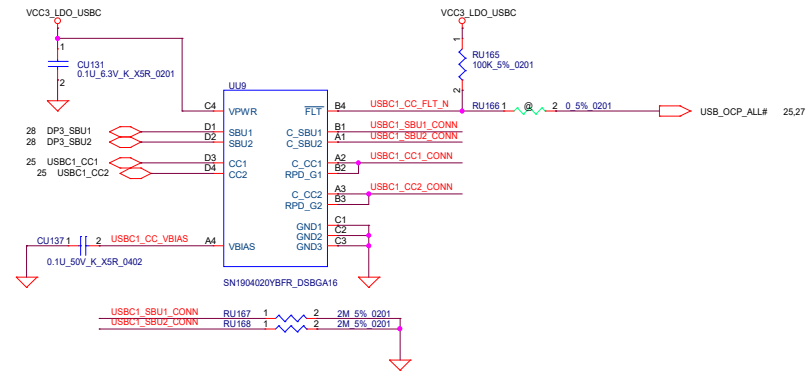 VCC3_LDO_USBC
VCC3_LDO_USBC
1
CU131
0.1U_6.3V_K_X5R_0201
2
1
RU165
100K_5%_0201
2
UU9
C4 VPWR
FLT B4 USBC1_CC_FLT_N
RU166 1 @ 2 0_5%_0201
USB_OCP_ALL# 25,27
28 DP3_SBU1 D1 SBU1
C_SBU1 B1 USBC1_SBU1_CONN
28 DP3_SBU2 D2 SBU2
C_SBU2 A1 USBC1_SBU2_CONN
25 USBC1_CC1 D3 CC1
C_CC1 A2 USBC1_CC1_CONN
25 USBC1_CC2 D4 CC2
RPD_G1 B2
C_CC2 A3 USBC1_CC2_CONN
RPD_G2 B3
GND1 C1
GND2 C2
GND3 C3
CU137 1 2 USBC1_CC_VBIAS A4 VBIAS
0.1U_50V_K_X5R_0402
SN1904020YBFR_DSBGA16
USBC1_SBU1_CONN RU167 1 2 2M_5%_0201
USBC1_SBU2_CONN RU168 1 2 2M_5%_0201